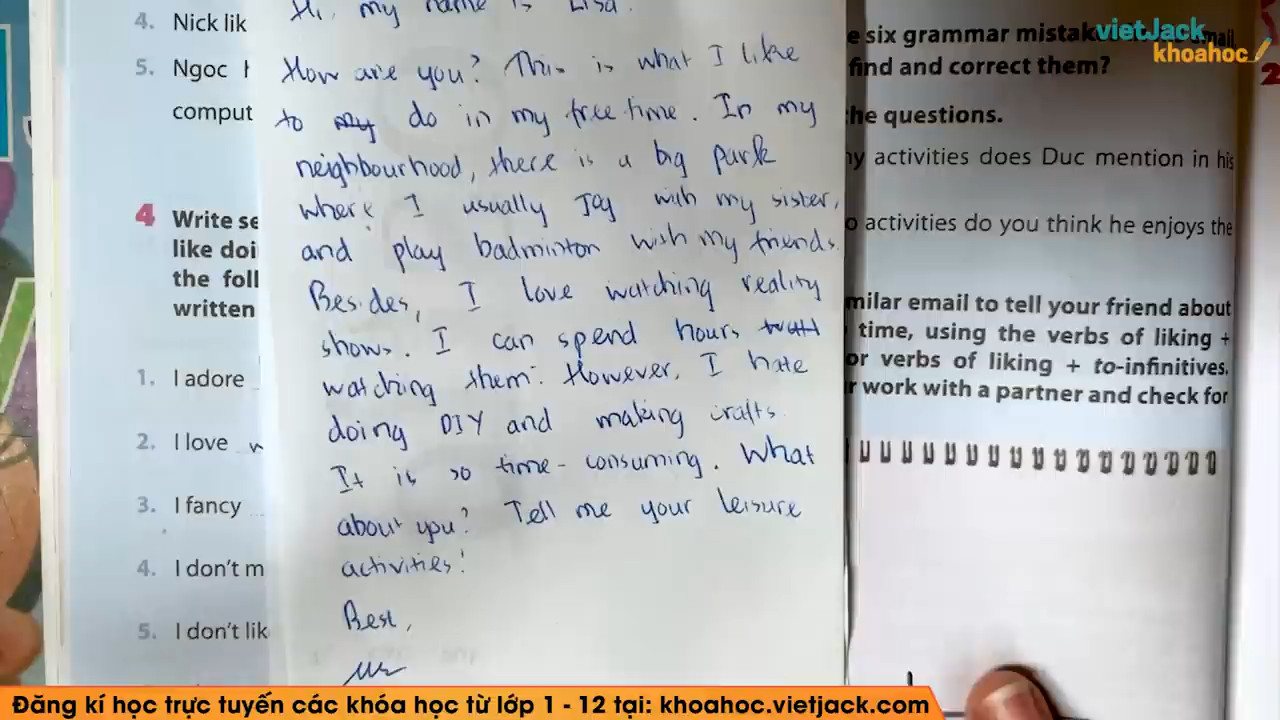 Hi, my name is Lisa.
How are you? This is what I like
to my do in my free time. In my
neighbourhood, there is a big park
where I usually jog with my sister,
and play badminton with my friends.
Besides, I love watching reality
shows. I can spend hours
watching them. However, I hate
doing DIY and making crafts.
It is so time-consuming. What
about you? Tell me your leisure
activities!
Best,
4. Nick lik
5. Ngoc
comput
4 Write se
like doi
the foll
written
1. I adore
2. I love w
3. I fancy
4. I don't m
5. I don't lik
e six grammar mistak
find and correct them?
he questions.
y activities does Duc mention in his
o activities do you think he enjoys the
milar email to tell your friend about
time, using the verbs of liking +
or verbs of liking + to-infinitives.
r work with a partner and check for
2
vietJack
khoahoc
Đăng kí học trực tuyến các khóa học từ lớp 1 - 12 tại: khoahoc.vietjack.com